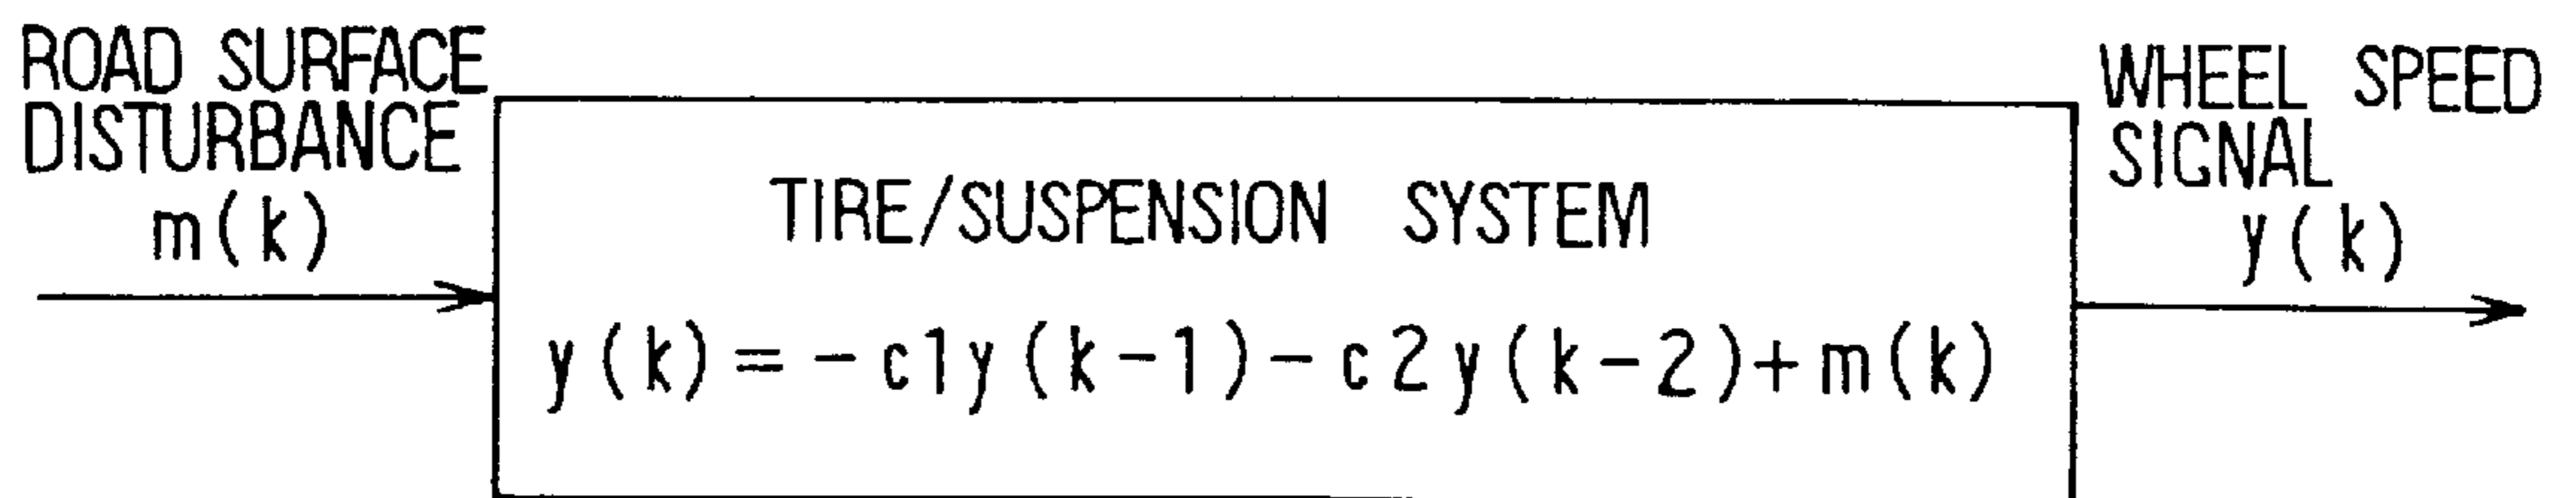 ROAD SURFACE
DISTURBANCE
m(k)
TIRE/SUSPENSION SYSTEM
y(k)=-c1y(k-1)-c2y(k-2)+m(k)
WHEEL SPEED
SIGNAL
y(k)